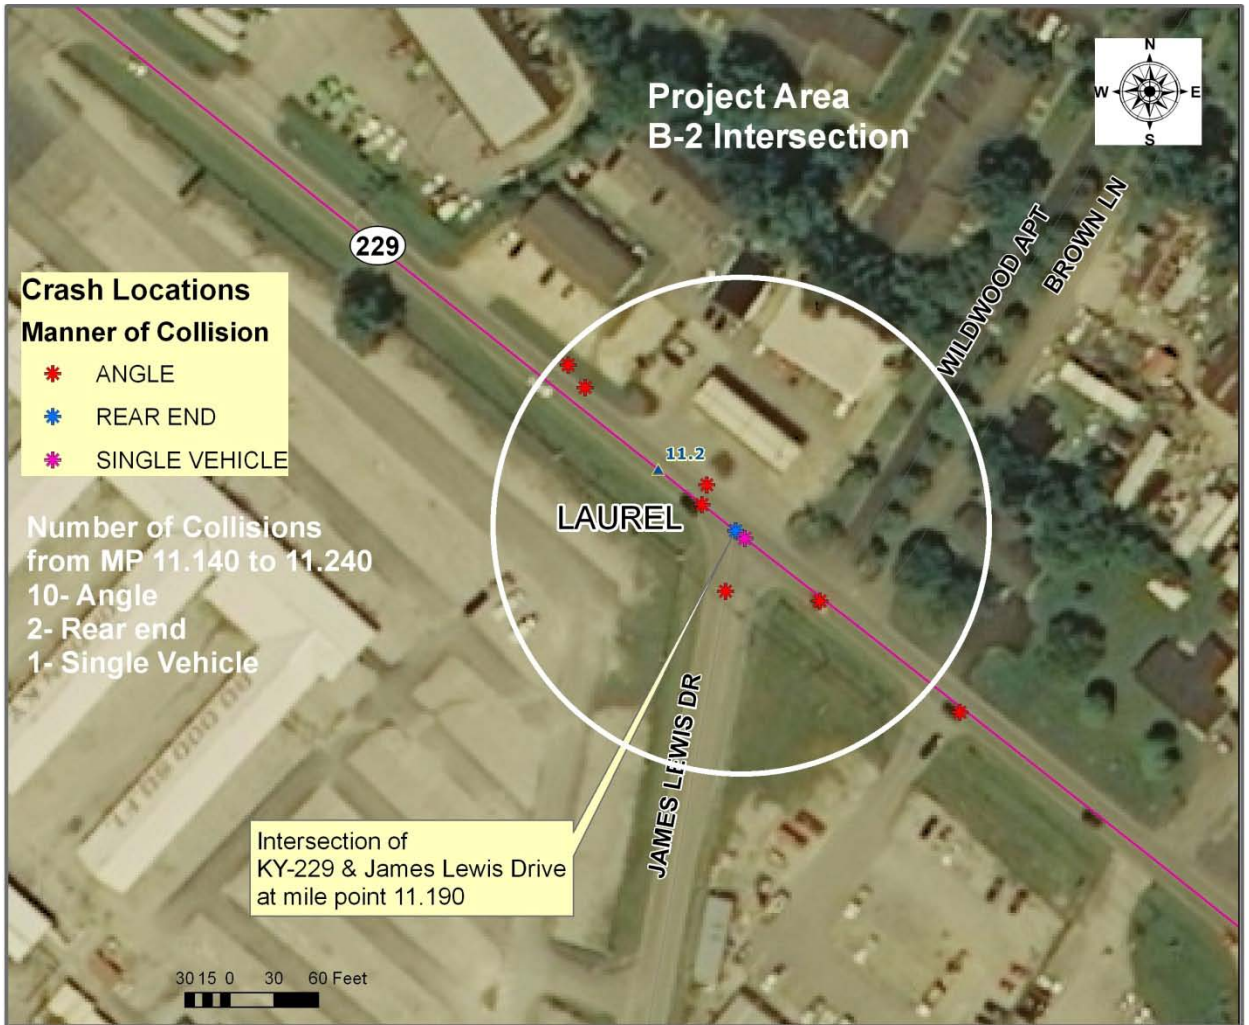 Project Area
B-2 Intersection
N
W
E
S
229
WILDWOOD APT
BROWN LN
Crash Locations
Manner of Collision
ANGLE
REAR END
SINGLE VEHICLE
11.2
LAUREL
Number of Collisions
from MP 11.140 to 11.240
10- Angle
2- Rear end
1- Single Vehicle
JAMES LEWIS DR
Intersection of
KY-229 & James Lewis Drive
at mile point 11.190
30 15 0 30 60 Feet